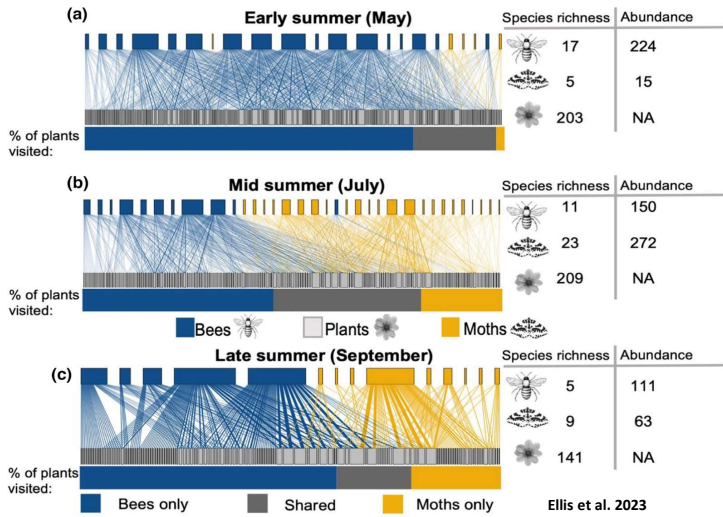 (a)
Early summer (May)
Species richness Abundance
17 224
5 15
203 NA
% of plants
visited:
(b)
Mid summer (July)
Species richness Abundance
11 150
23 272
209 NA
% of plants
visited:
Bees Plants Moths
(c)
Late summer (September)
Species richness Abundance
5 111
9 63
141 NA
% of plants
visited:
Bees only Shared Moths only
Ellis et al. 2023